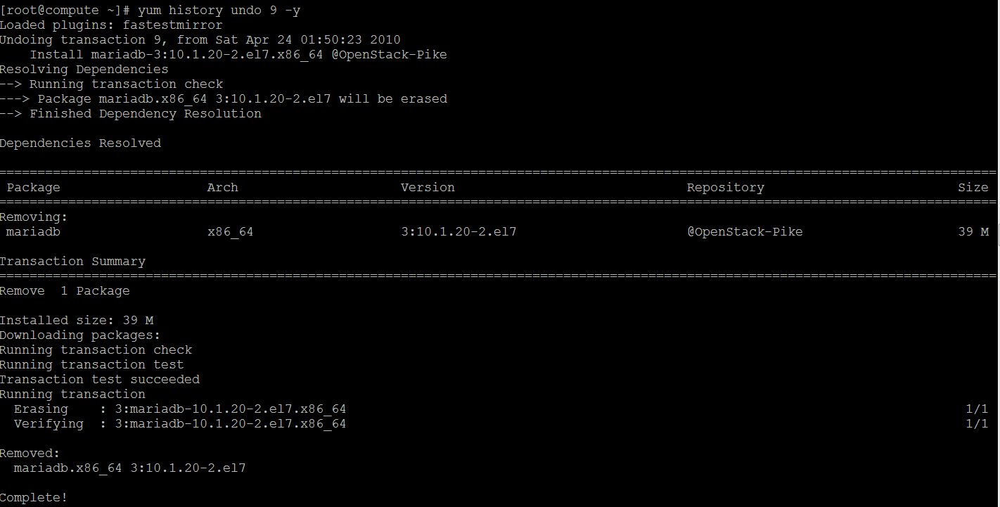 [root@compute ~]# yum history undo 9 -y
Loaded plugins: fastestmirror
Undoing transaction 9, from Sat Apr 24 01:50:23 2010
    Install mariadb-3:10.1.20-2.el7.x86_64 @OpenStack-Pike
Resolving Dependencies
--> Running transaction check
---> Package mariadb.x86_64 3:10.1.20-2.el7 will be erased
--> Finished Dependency Resolution
Dependencies Resolved
================================================================================
Package Arch Version Repository Size
================================================================================
Removing:
 mariadb x86_64 3:10.1.20-2.el7 @OpenStack-Pike 39 M
Transaction Summary
================================================================================
Remove  1 Package
Installed size: 39 M
Downloading packages:
Running transaction check
Running transaction test
Transaction test succeeded
Running transaction
  Erasing    : 3:mariadb-10.1.20-2.el7.x86_64 1/1
  Verifying  : 3:mariadb-10.1.20-2.el7.x86_64 1/1
Removed:
  mariadb.x86_64 3:10.1.20-2.el7
Complete!